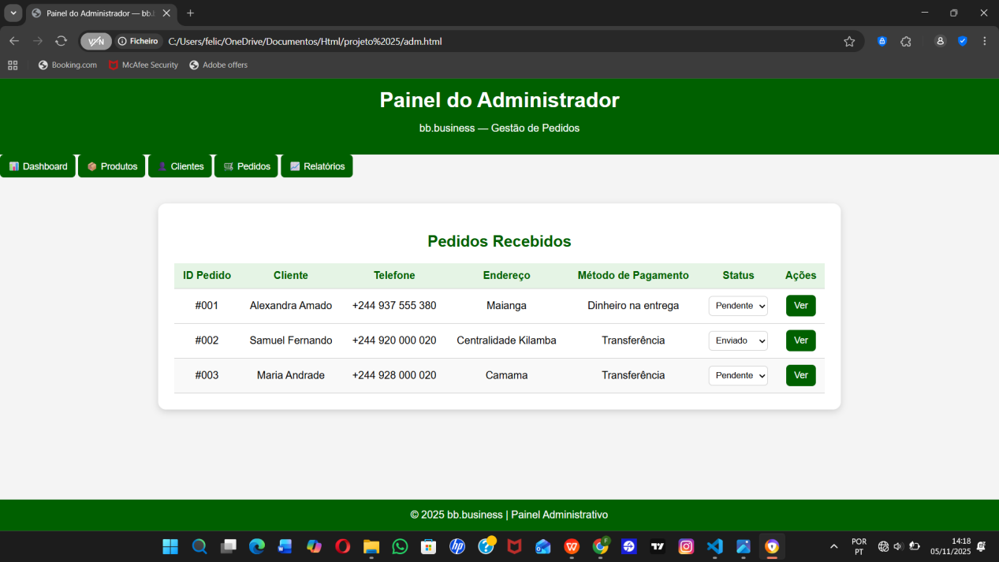 Painel do Administrador — bb.
VPN
Ficheiro
C:/Users/felic/OneDrive/Documentos/Html/projeto%2025/adm.html
Booking.com
McAfee Security
Adobe offers
Painel do Administrador
bb.business — Gestão de Pedidos
Dashboard Produtos Clientes Pedidos Relatórios
Pedidos Recebidos
ID Pedido Cliente Telefone Endereço Método de Pagamento Status Ações
#001 Alexandra Amado +244 937 555 380 Maianga Dinheiro na entrega Pendente Ver
#002 Samuel Fernando +244 920 000 020 Centralidade Kilamba Transferência Enviado Ver
#003 Maria Andrade +244 928 000 020 Camama Transferência Pendente Ver
© 2025 bb.business | Painel Administrativo
POR
PT
14:18
05/11/2025